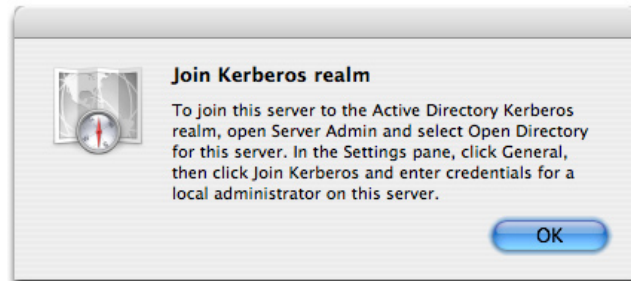 Join Kerberos realm
To join this server to the Active Directory Kerberos
realm, open Server Admin and select Open Directory
for this server. In the Settings pane, click General,
then click Join Kerberos and enter credentials for a
local administrator on this server.
OK